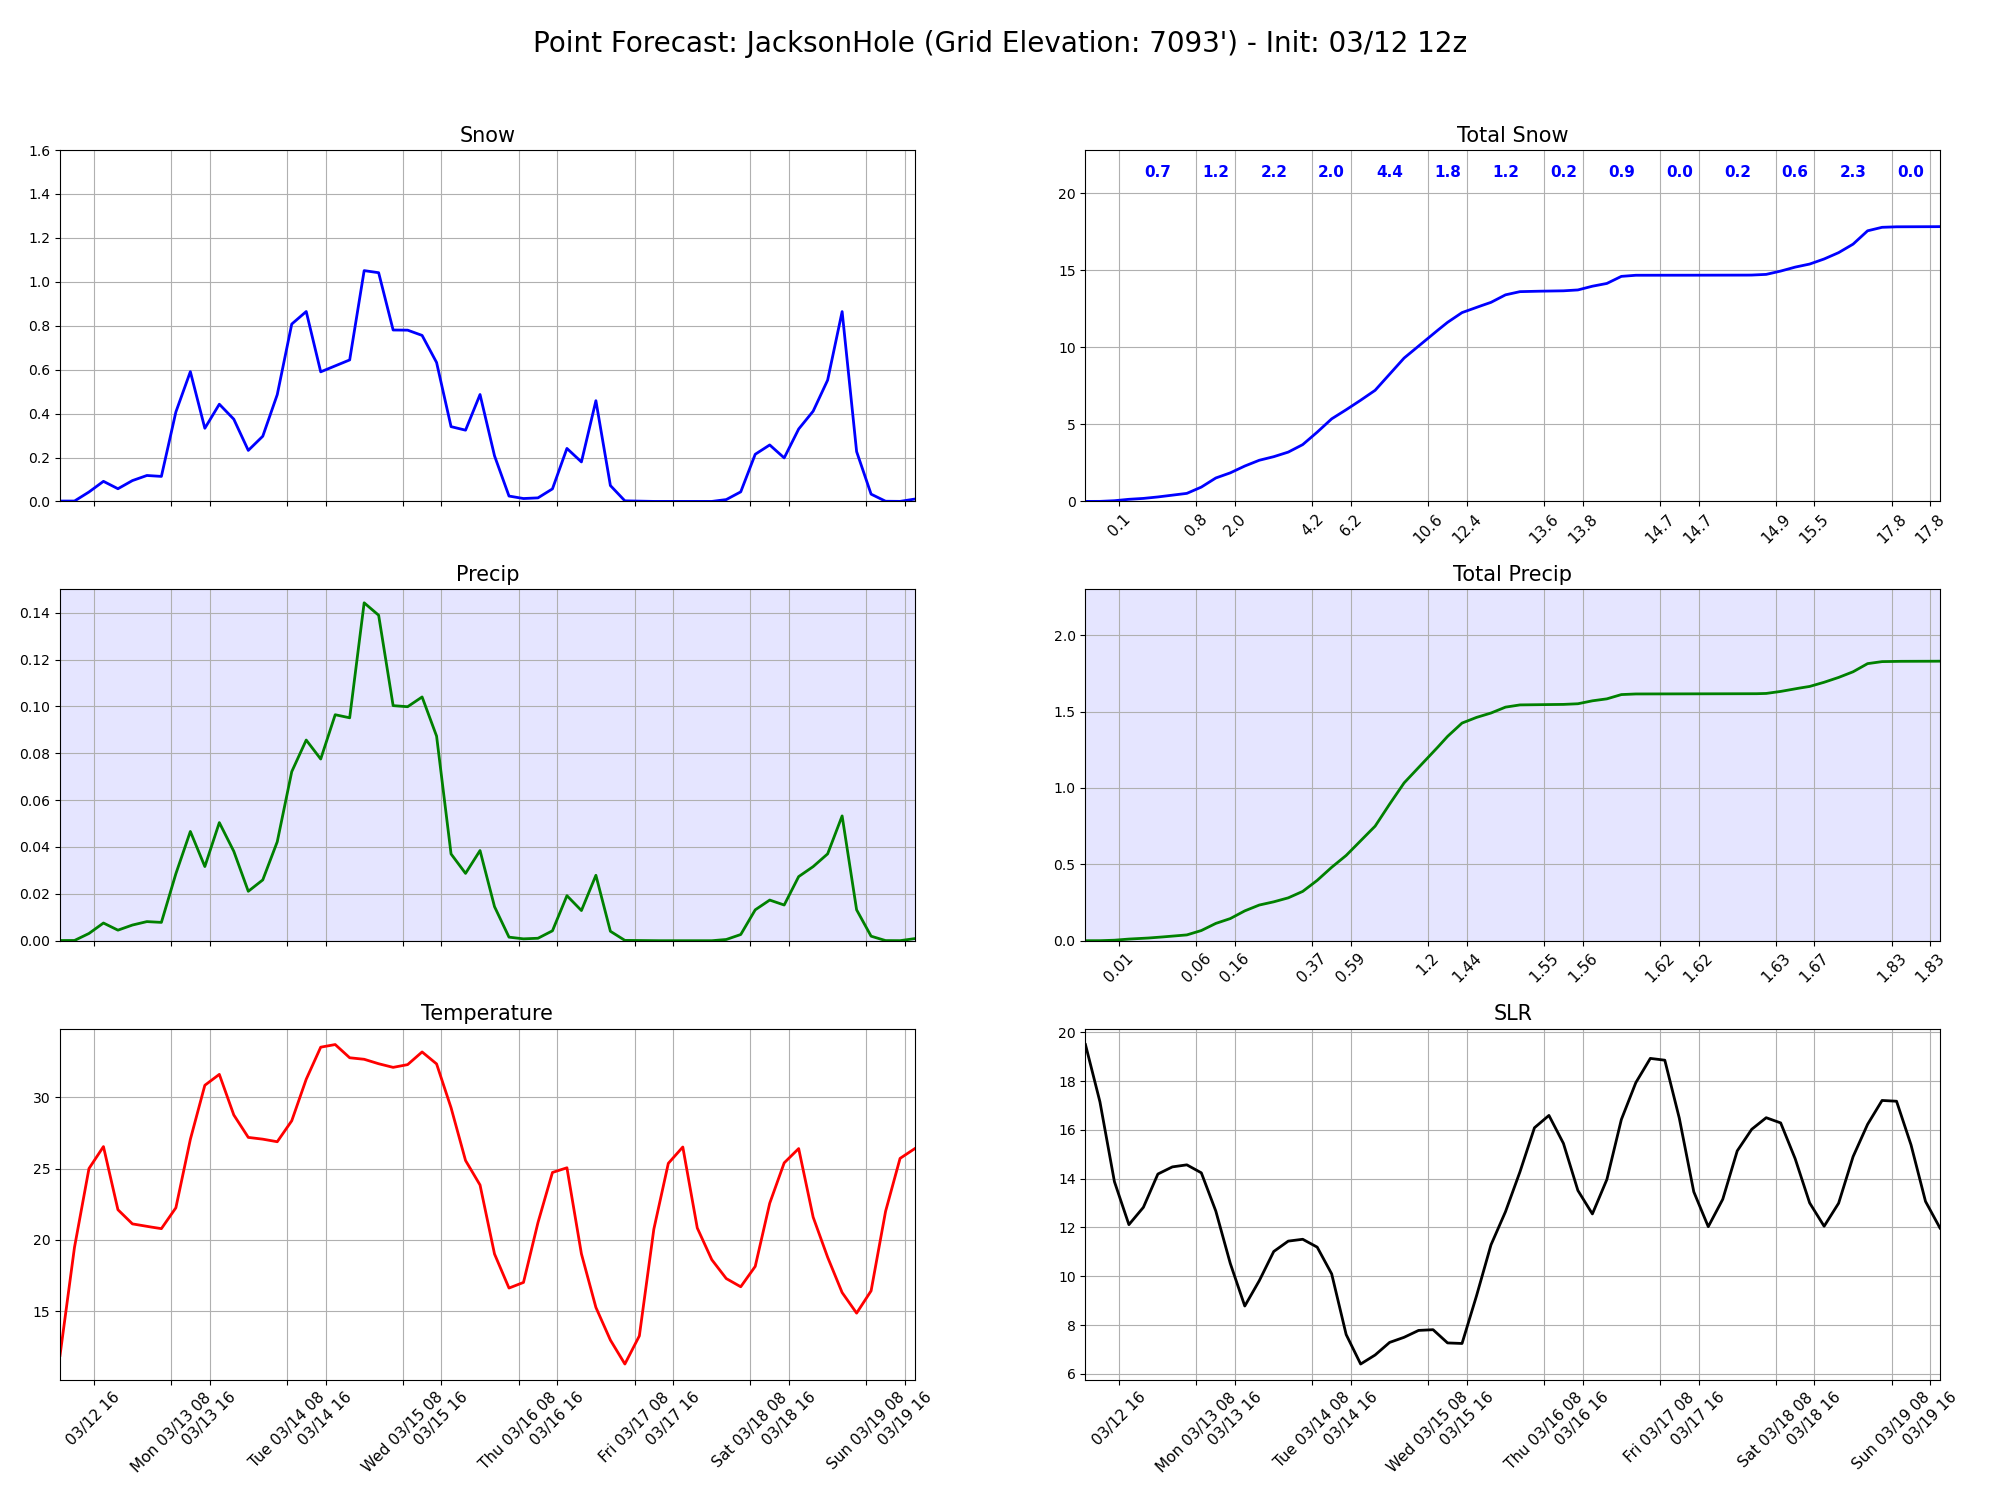 Point Forecast: JacksonHole (Grid Elevation: 7093') - Init: 03/12 12z
Snow
1.6
1.4
1.2
1.0
0.8
0.6
0.4
0.2
0.0
Total Snow
0.7 1.2 2.2 2.0 4.4 1.8 1.2 0.2 0.9 0.0 0.2 0.6 2.3 0.0
20
15
10
5
0
0.1 0.8 2.0 4.2 6.2 10.6 12.4 13.6 13.8 14.7 14.7 14.9 15.5 17.8 17.8
Precip
0.14
0.12
0.10
0.08
0.06
0.04
0.02
0.00
Total Precip
2.0
1.5
1.0
0.5
0.0
0.01 0.06 0.16 0.37 0.59 1.2 1.44 1.55 1.56 1.62 1.62 1.63 1.67 1.83 1.83
Temperature
30
25
20
15
03/12 16
Mon 03/13 08
03/13 16
Tue 03/14 08
03/14 16
Wed 03/15 08
03/15 16
Thu 03/16 08
03/16 16
Fri 03/17 08
03/17 16
Sat 03/18 08
03/18 16
Sun 03/19 08
03/19 16
SLR
20
18
16
14
12
10
8
6
03/12 16
Mon 03/13 08
03/13 16
Tue 03/14 08
03/14 16
Wed 03/15 08
03/15 16
Thu 03/16 08
03/16 16
Fri 03/17 08
03/17 16
Sat 03/18 08
03/18 16
Sun 03/19 08
03/19 16